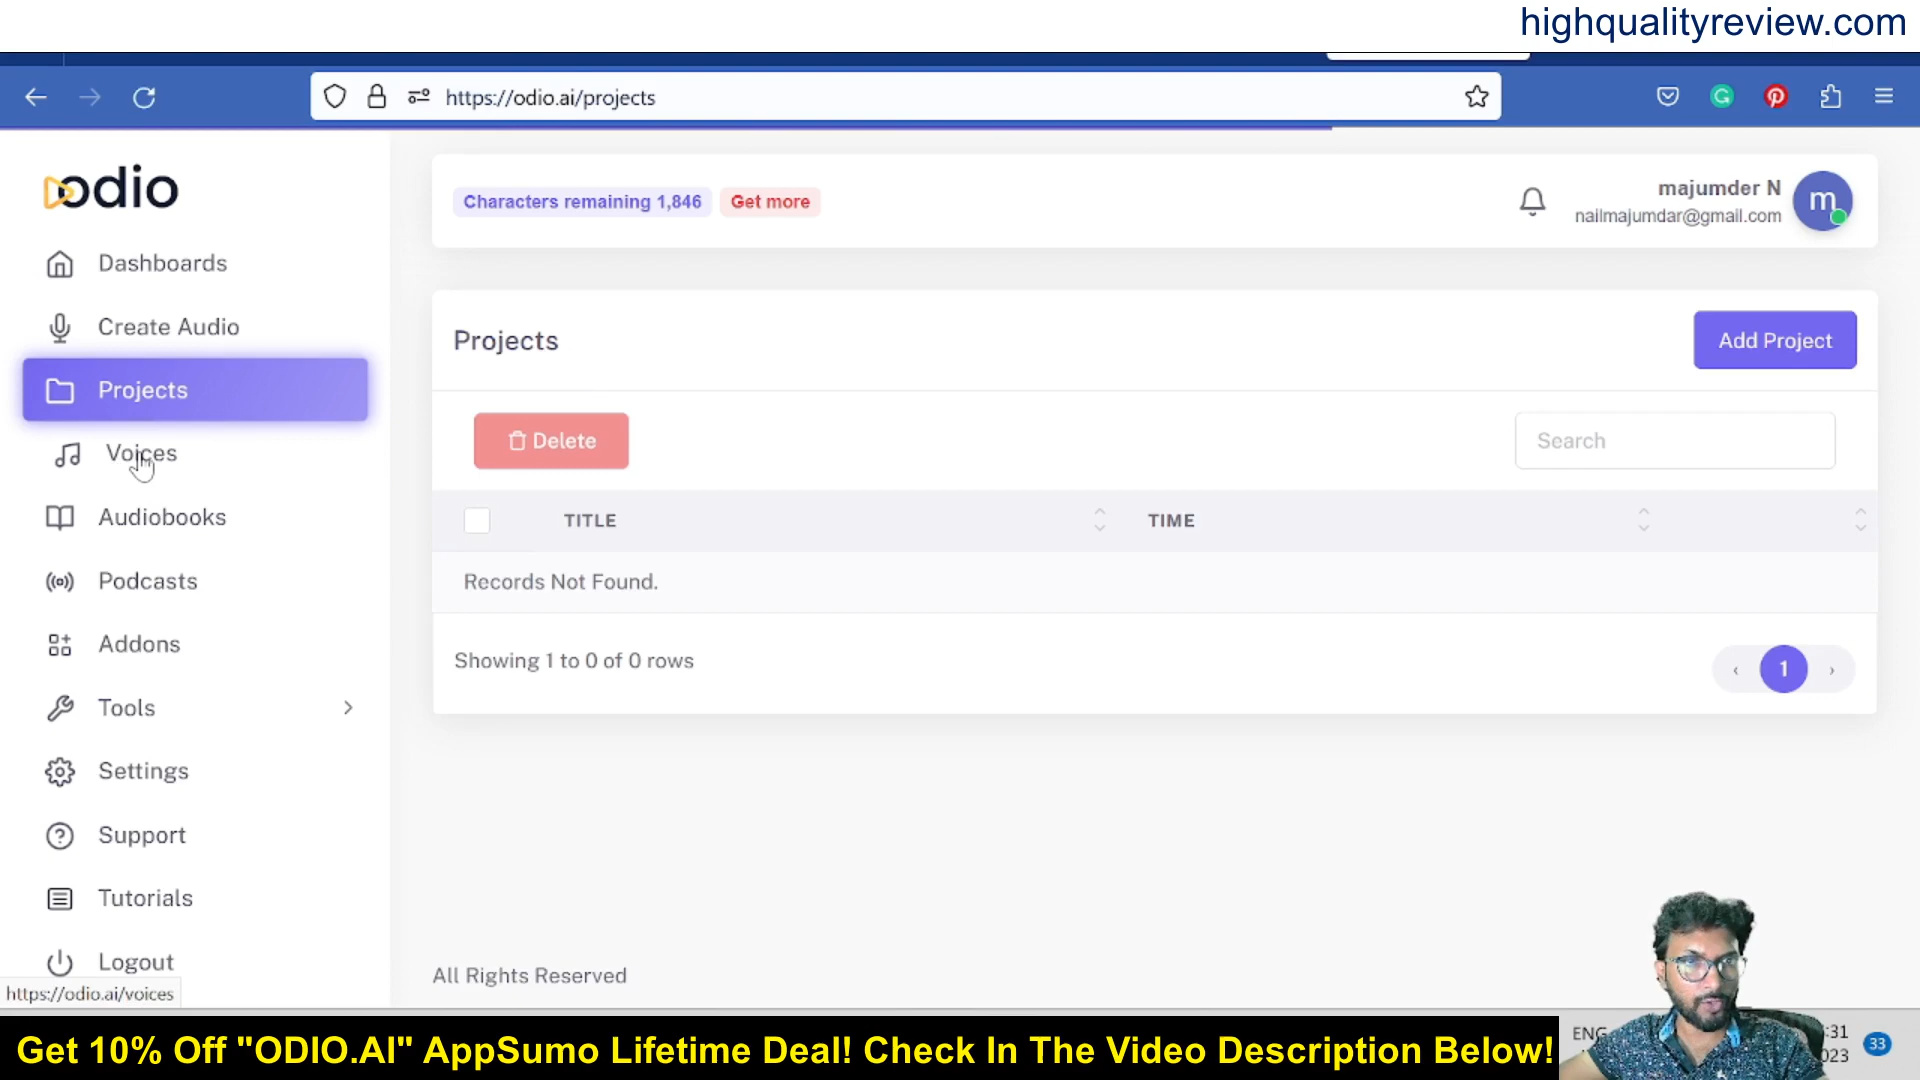 highqualityreview.com
https://odio.ai/projects
odio
Characters remaining 1,846
Get more
majumder N
nailmajumdar@gmail.com
m
Dashboards
Create Audio
Projects
Voices
Audiobooks
Podcasts
Addons
Tools
Settings
Support
Tutorials
Logout
Projects
Add Project
Delete
Search
TITLE
TIME
Records Not Found.
Showing 1 to 0 of 0 rows
‹ 1 ›
All Rights Reserved
https://odio.ai/voices
Get 10% Off "ODIO.AI" AppSumo Lifetime Deal! Check In The Video Description Below!
ENG
:31
023
33